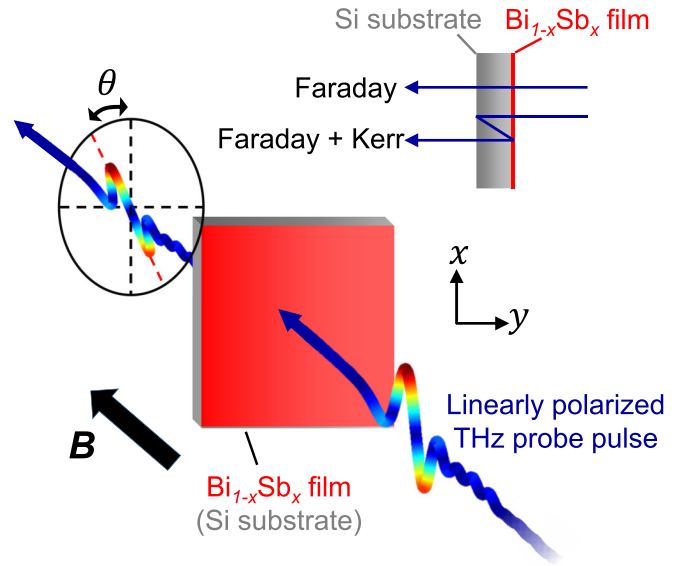 Si substrate
Bi1-xSbx film
θ
Faraday
Faraday + Kerr
x
y
Linearly polarized
THz probe pulse
B
Bi1-xSbx film
(Si substrate)